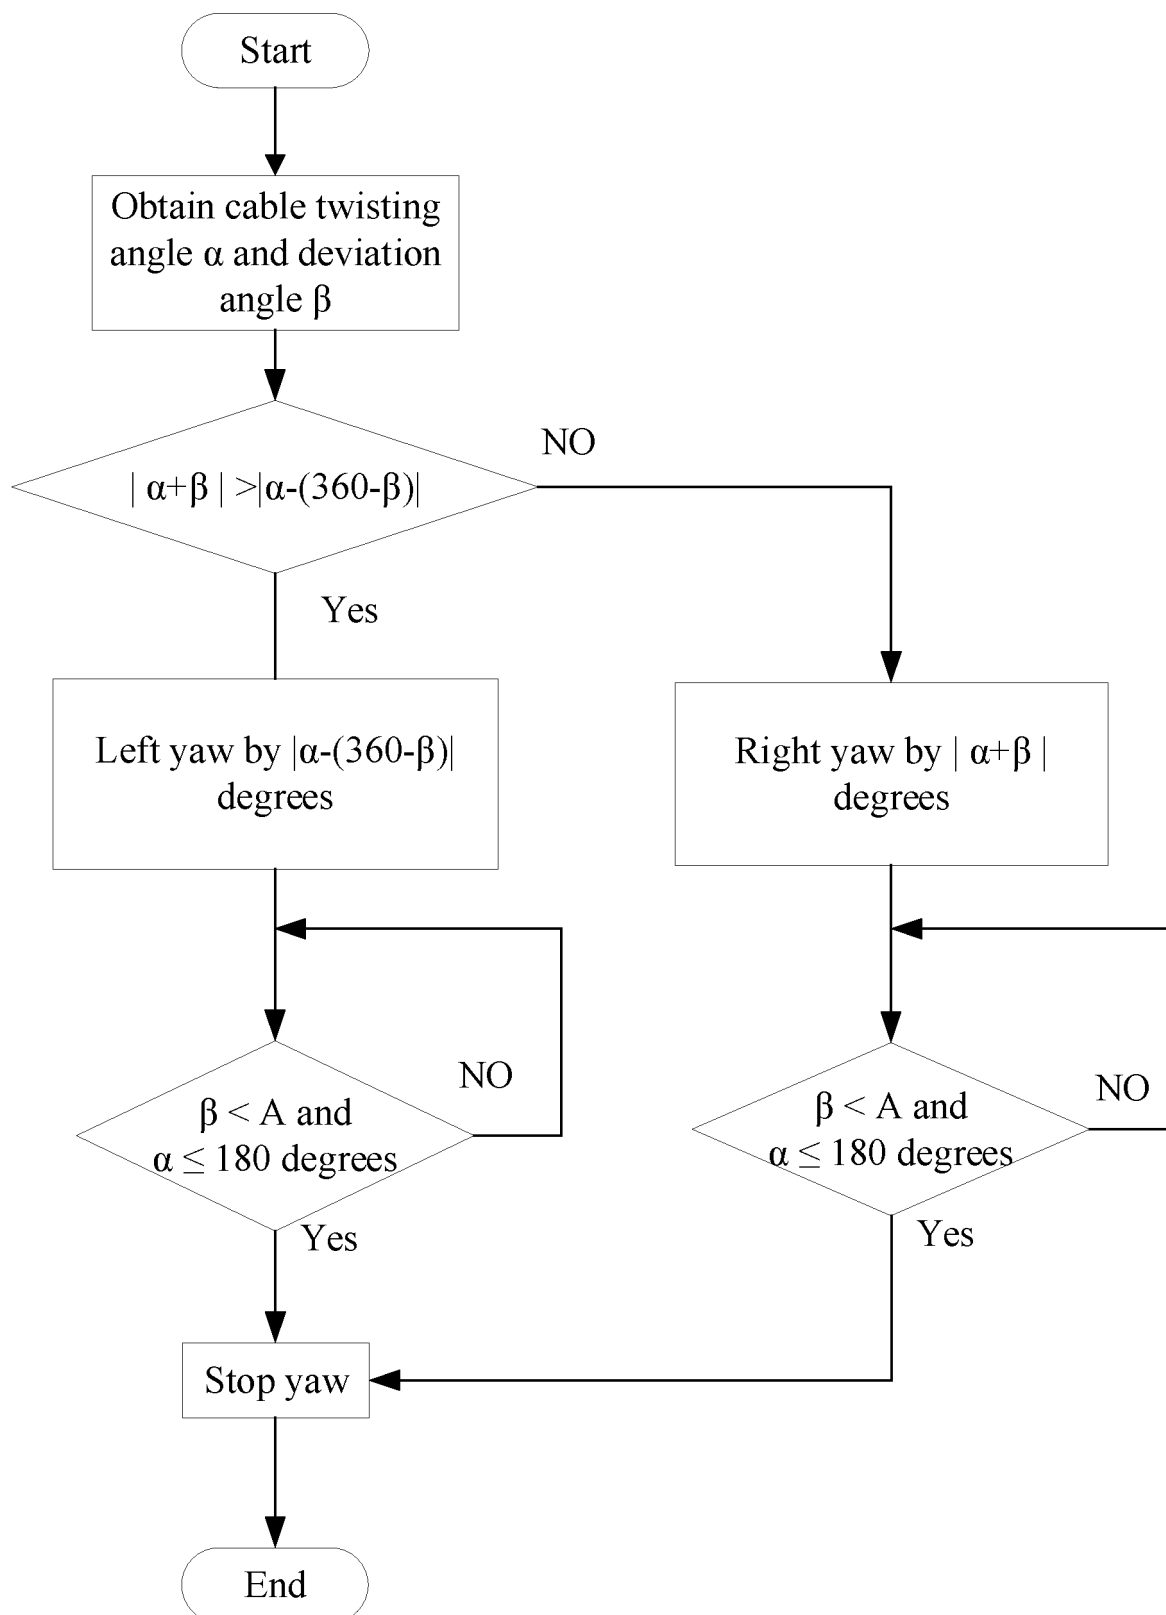 Start
Obtain cable twisting
angle α and deviation
angle β
| α+β | >|α-(360-β)|
NO
Yes
Left yaw by |α-(360-β)|
degrees
Right yaw by | α+β |
degrees
β < A and
α ≤ 180 degrees
NO
Yes
β < A and
α ≤ 180 degrees
NO
Yes
Stop yaw
End